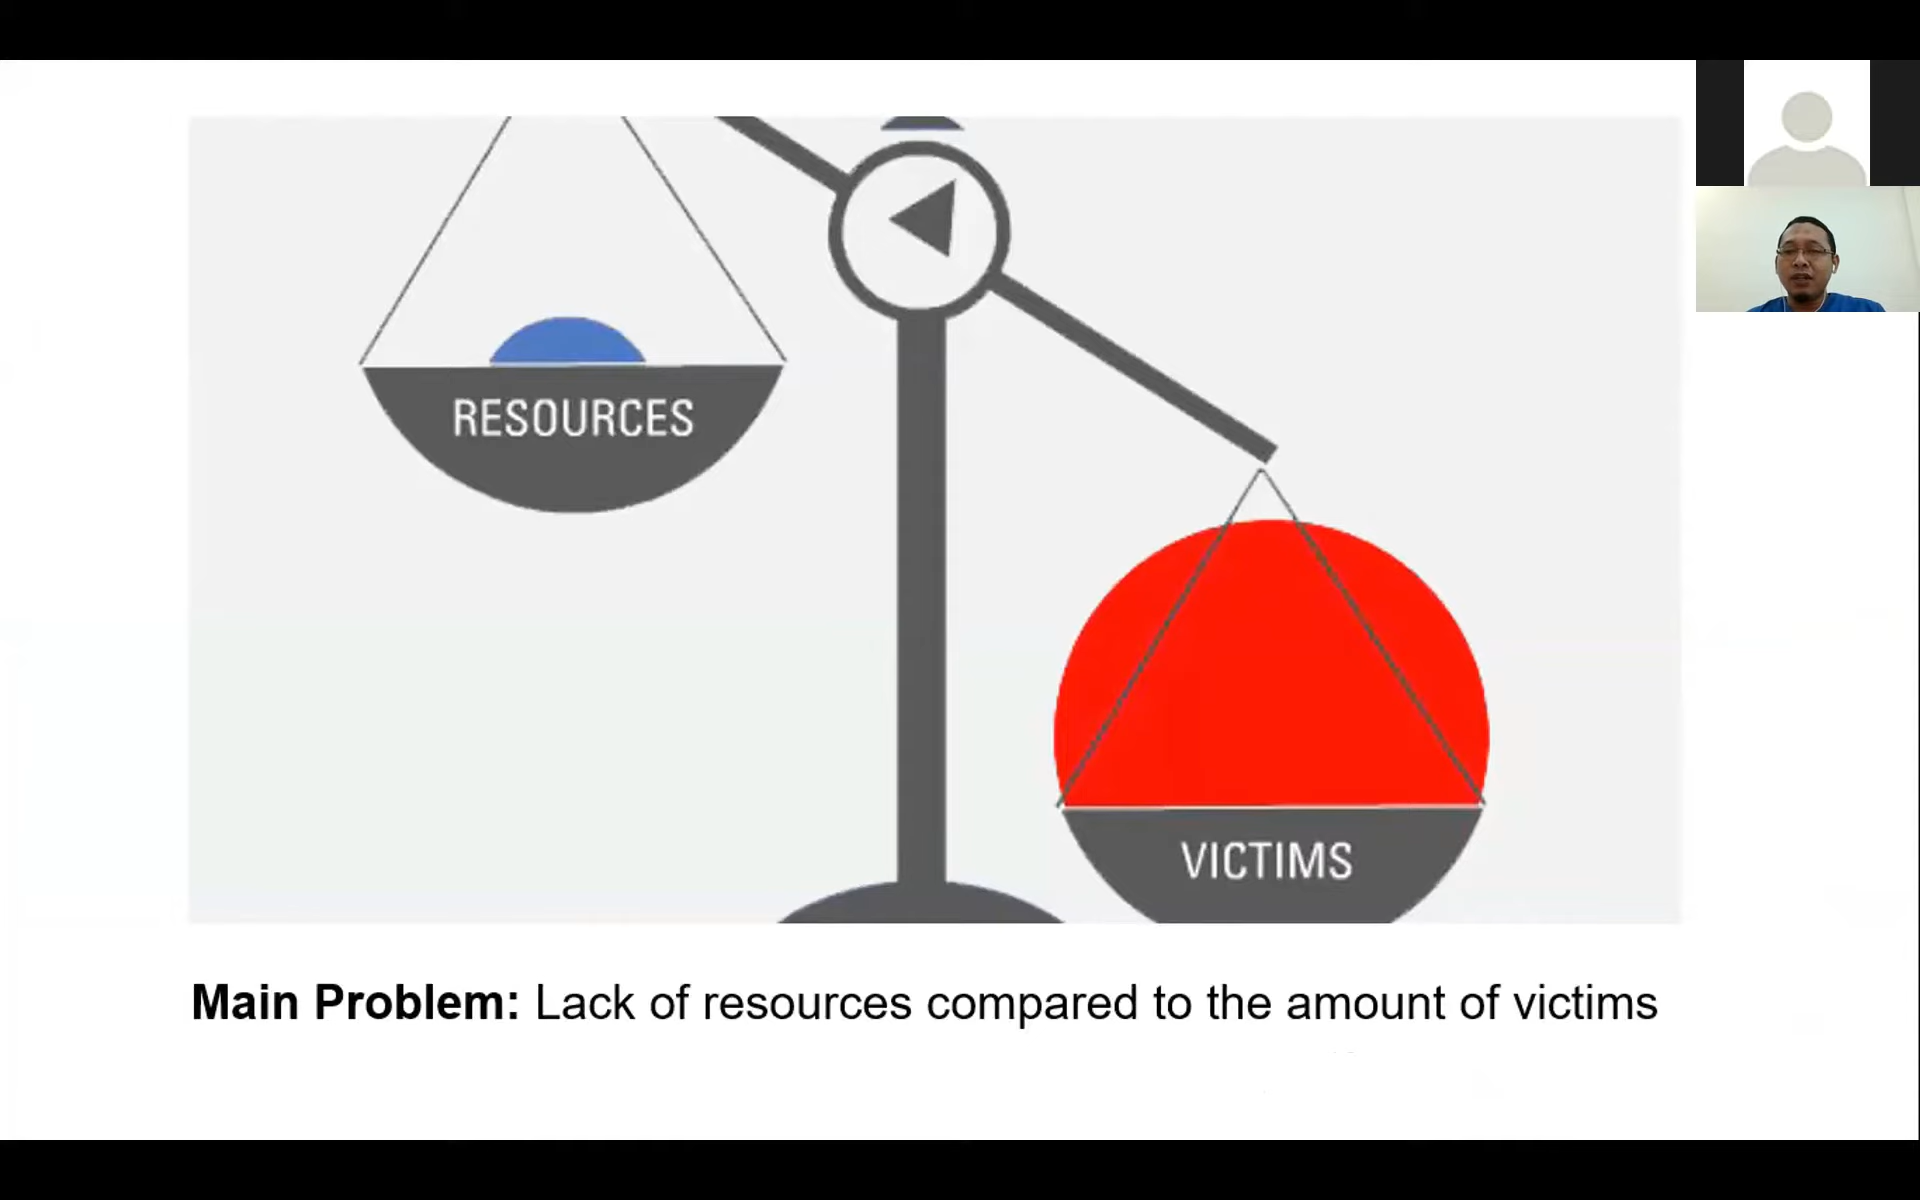 RESOURCES
VICTIMS
Main Problem: Lack of resources compared to the amount of victims